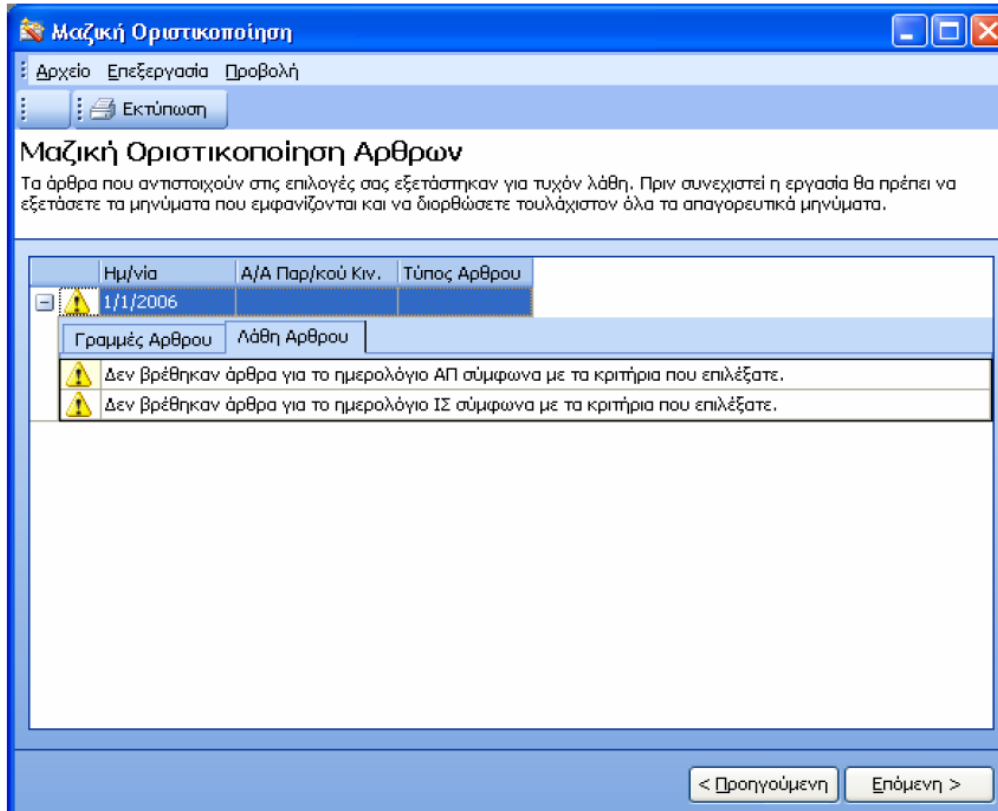 Μαζική Οριστικοποίηση
Αρχείο Επεξεργασία Προβολή
Εκτύπωση
Μαζική Οριστικοποίηση Αρθρων
Τα άρθρα που αντιστοιχούν στις επιλογές σας εξετάστηκαν για τυχόν λάθη. Πριν συνεχιστεί η εργασία θα πρέπει να
εξετάσετε τα μηνύματα που εμφανίζονται και να διορθώσετε τουλάχιστον όλα τα απαγορευτικά μηνύματα.
Ημ/νία Α/Α Παρ/κού Κιν. Τύπος Αρθρου
1/1/2006
Γραμμές Αρθρου Λάθη Αρθρου
Δεν βρέθηκαν άρθρα για το ημερολόγιο ΑΠ σύμφωνα με τα κριτήρια που επιλέξατε.
Δεν βρέθηκαν άρθρα για το ημερολόγιο ΙΣ σύμφωνα με τα κριτήρια που επιλέξατε.
< Προηγούμενη Επόμενη >